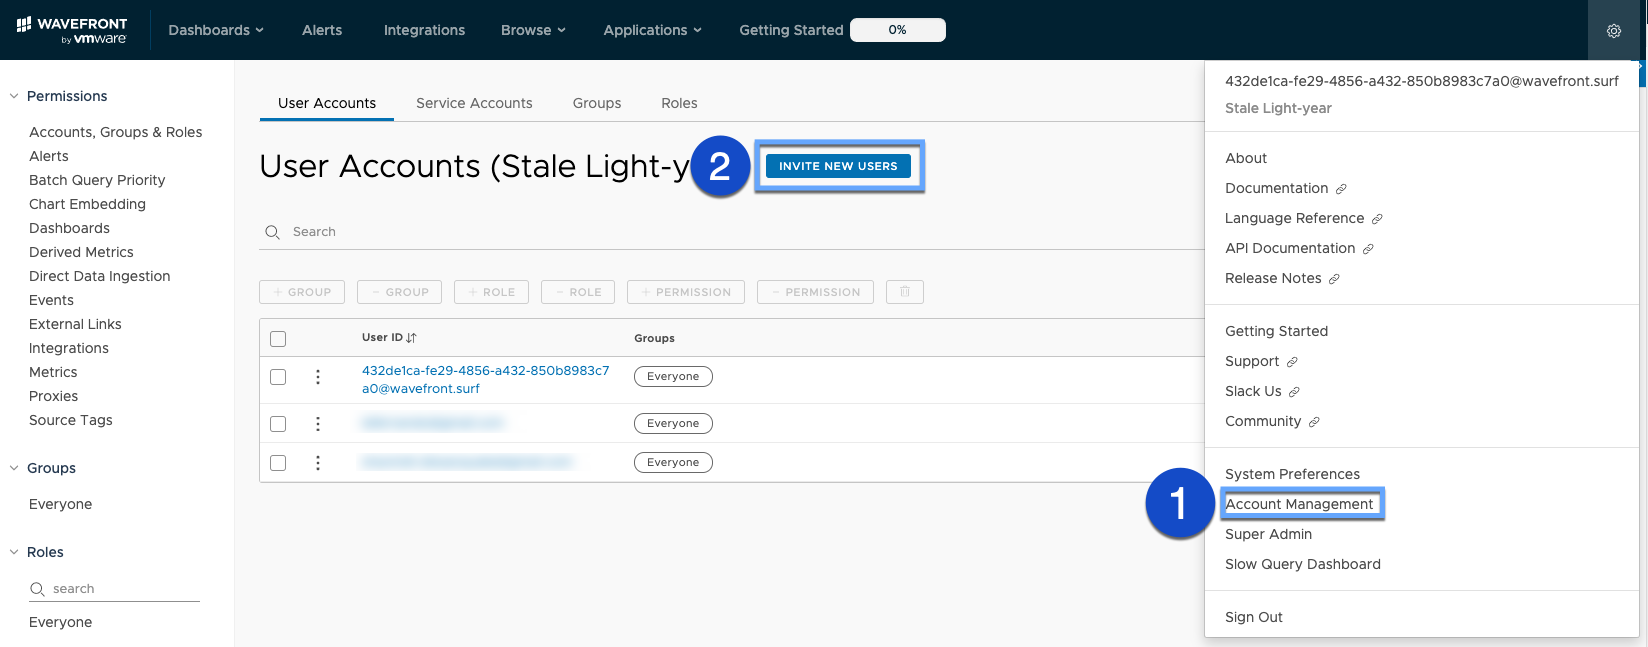 WAVEFRONT
by vmware
Dashboards
Alerts
Integrations
Browse
Applications
Getting Started
0%
Permissions
Accounts, Groups & Roles
Alerts
Batch Query Priority
Chart Embedding
Dashboards
Derived Metrics
Direct Data Ingestion
Events
External Links
Integrations
Metrics
Proxies
Source Tags
Groups
Everyone
Roles
search
Everyone
User Accounts
Service Accounts
Groups
Roles
User Accounts (Stale Light-y
2
INVITE NEW USERS
Search
+ GROUP
− GROUP
+ ROLE
− ROLE
+ PERMISSION
− PERMISSION
User ID
Groups
432de1ca-fe29-4856-a432-850b8983c7
a0@wavefront.surf
Everyone
Everyone
Everyone
432de1ca-fe29-4856-a432-850b8983c7a0@wavefront.surf
Stale Light-year
About
Documentation
Language Reference
API Documentation
Release Notes
Getting Started
Support
Slack Us
Community
System Preferences
1
Account Management
Super Admin
Slow Query Dashboard
Sign Out